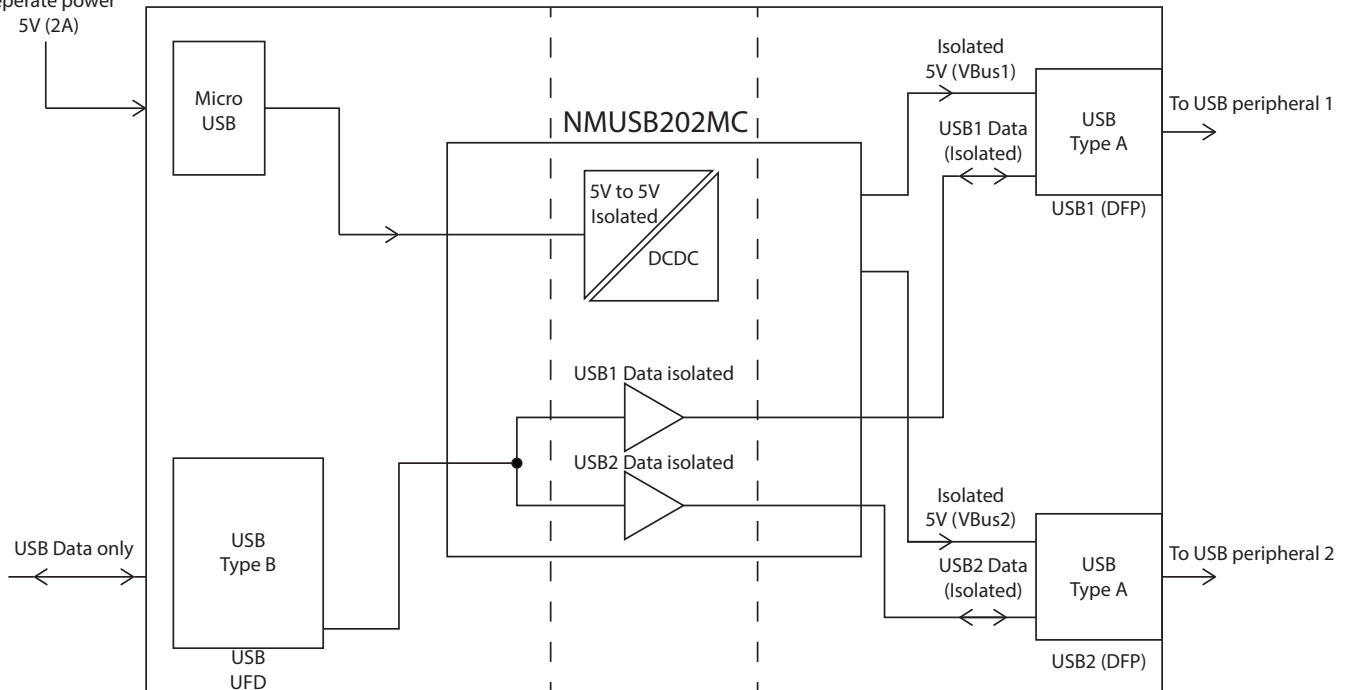 5V (2A)
Micro
USB
NMUSB202MC
5V to 5V
Isolated
DCDC
USB1 Data isolated
USB2 Data isolated
Isolated
5V (VBus1)
USB1 Data
(Isolated)
USB
Type A
USB1 (DFP)
To USB peripheral 1
USB Data only
USB
Type B
USB
UFD
Isolated
5V (VBus2)
USB2 Data
(Isolated)
USB
Type A
USB2 (DFP)
To USB peripheral 2